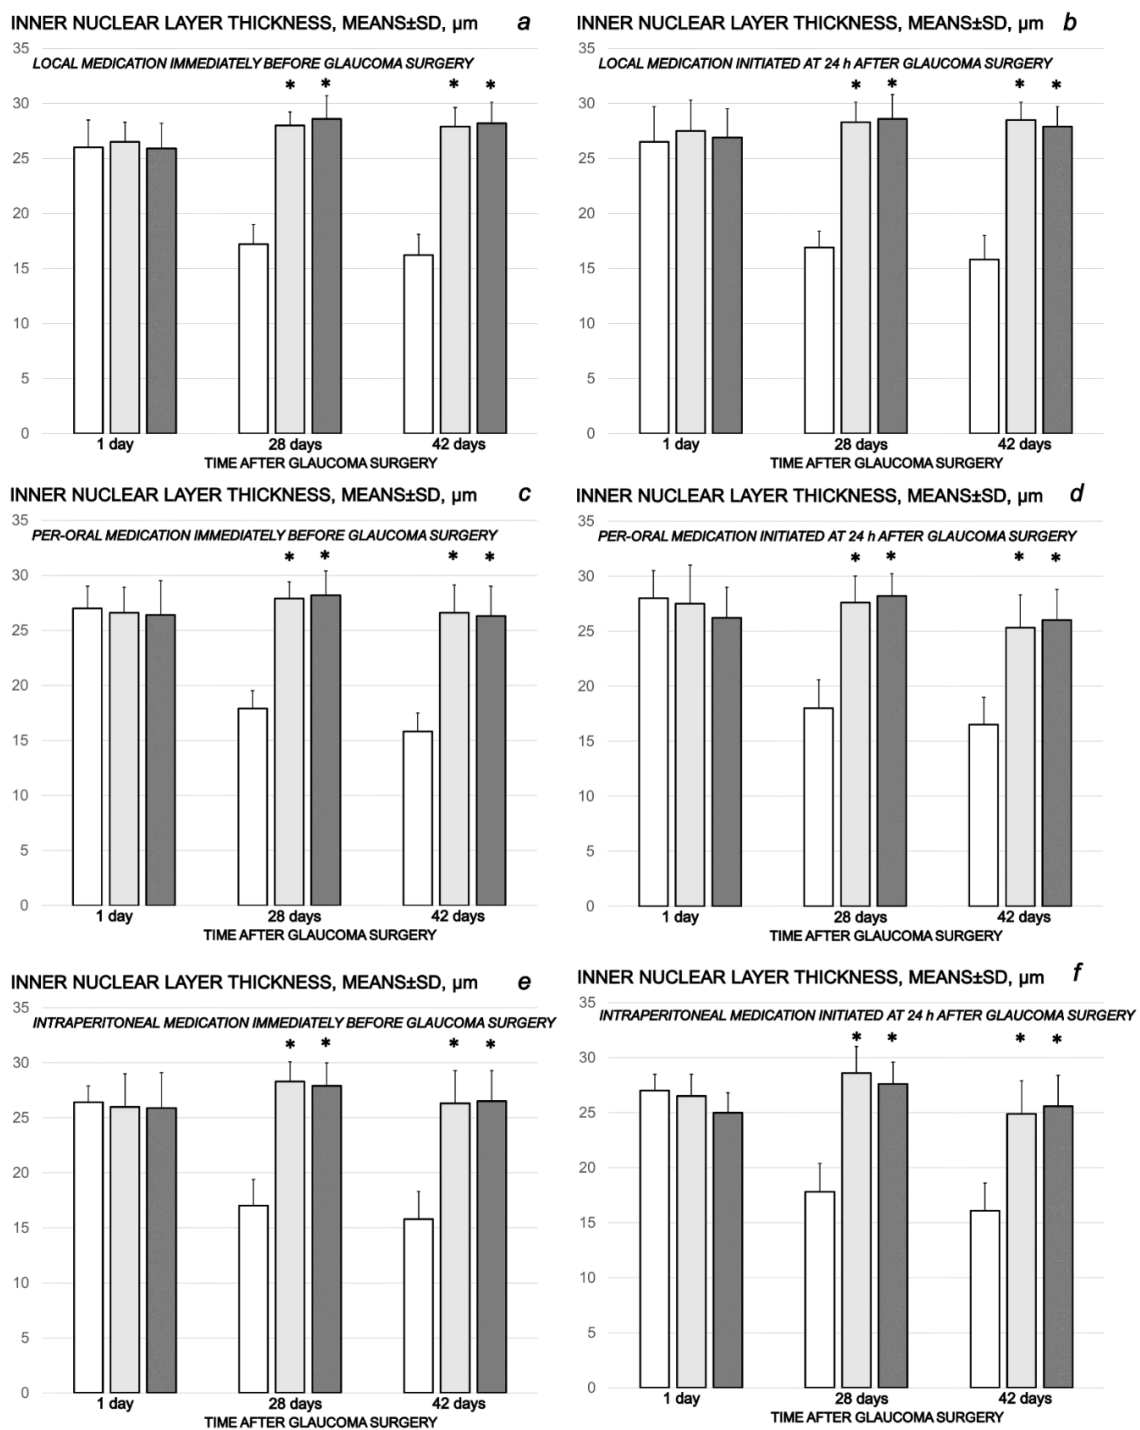 INNER NUCLEAR LAYER THICKNESS, MEANS±SD, µm a
35
LOCAL MEDICATION IMMEDIATELY BEFORE GLAUCOMA SURGERY
* * * *
30
25
20
15
10
5
0
1 day 28 days 42 days
TIME AFTER GLAUCOMA SURGERY
INNER NUCLEAR LAYER THICKNESS, MEANS±SD, µm b
35
LOCAL MEDICATION INITIATED AT 24 h AFTER GLAUCOMA SURGERY
* * * *
30
25
20
15
10
5
0
1 day 28 days 42 days
TIME AFTER GLAUCOMA SURGERY
INNER NUCLEAR LAYER THICKNESS, MEANS±SD, µm c
35
PER-ORAL MEDICATION IMMEDIATELY BEFORE GLAUCOMA SURGERY
* * * *
30
25
20
15
10
5
0
1 day 28 days 42 days
TIME AFTER GLAUCOMA SURGERY
INNER NUCLEAR LAYER THICKNESS, MEANS±SD, µm d
35
PER-ORAL MEDICATION INITIATED AT 24 h AFTER GLAUCOMA SURGERY
* * * *
30
25
20
15
10
5
0
1 day 28 days 42 days
TIME AFTER GLAUCOMA SURGERY
INNER NUCLEAR LAYER THICKNESS, MEANS±SD, µm e
35
INTRAPERITONEAL MEDICATION IMMEDIATELY BEFORE GLAUCOMA SURGERY
* * * *
30
25
20
15
10
5
0
1 day 28 days 42 days
TIME AFTER GLAUCOMA SURGERY
INNER NUCLEAR LAYER THICKNESS, MEANS±SD, µm f
35
INTRAPERITONEAL MEDICATION INITIATED AT 24 h AFTER GLAUCOMA SURGERY
* * * *
30
25
20
15
10
5
0
1 day 28 days 42 days
TIME AFTER GLAUCOMA SURGERY